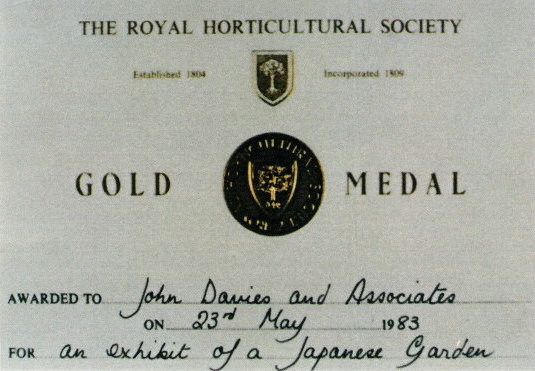 THE ROYAL HORTICULTURAL SOCIETY
Established 1804 Incorporated 1809
GOLD MEDAL
AWARDED TO John Davies and Associates
ON 23rd May 1983
FOR an exhibit of a Japanese Garden